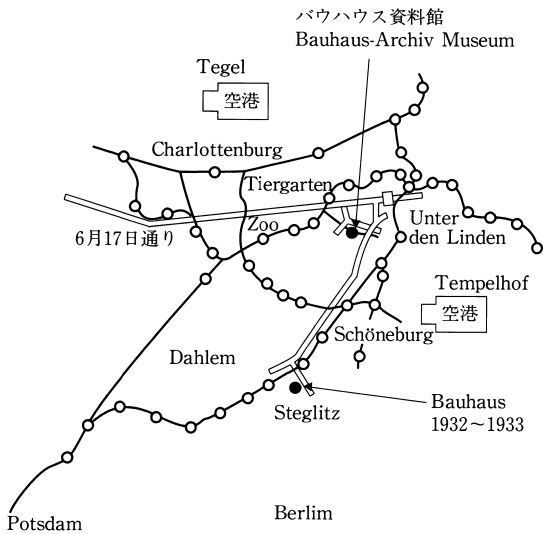 バウハウス資料館
Bauhaus-Archiv Museum
Tegel
空港
Charlottenburg
Tiergarten
Zoo
6月17日通り
Unter
den Linden
Tempelhof
空港
Schöneburg
Dahlem
Steglitz
Bauhaus
1932〜1933
Potsdam
Berlim